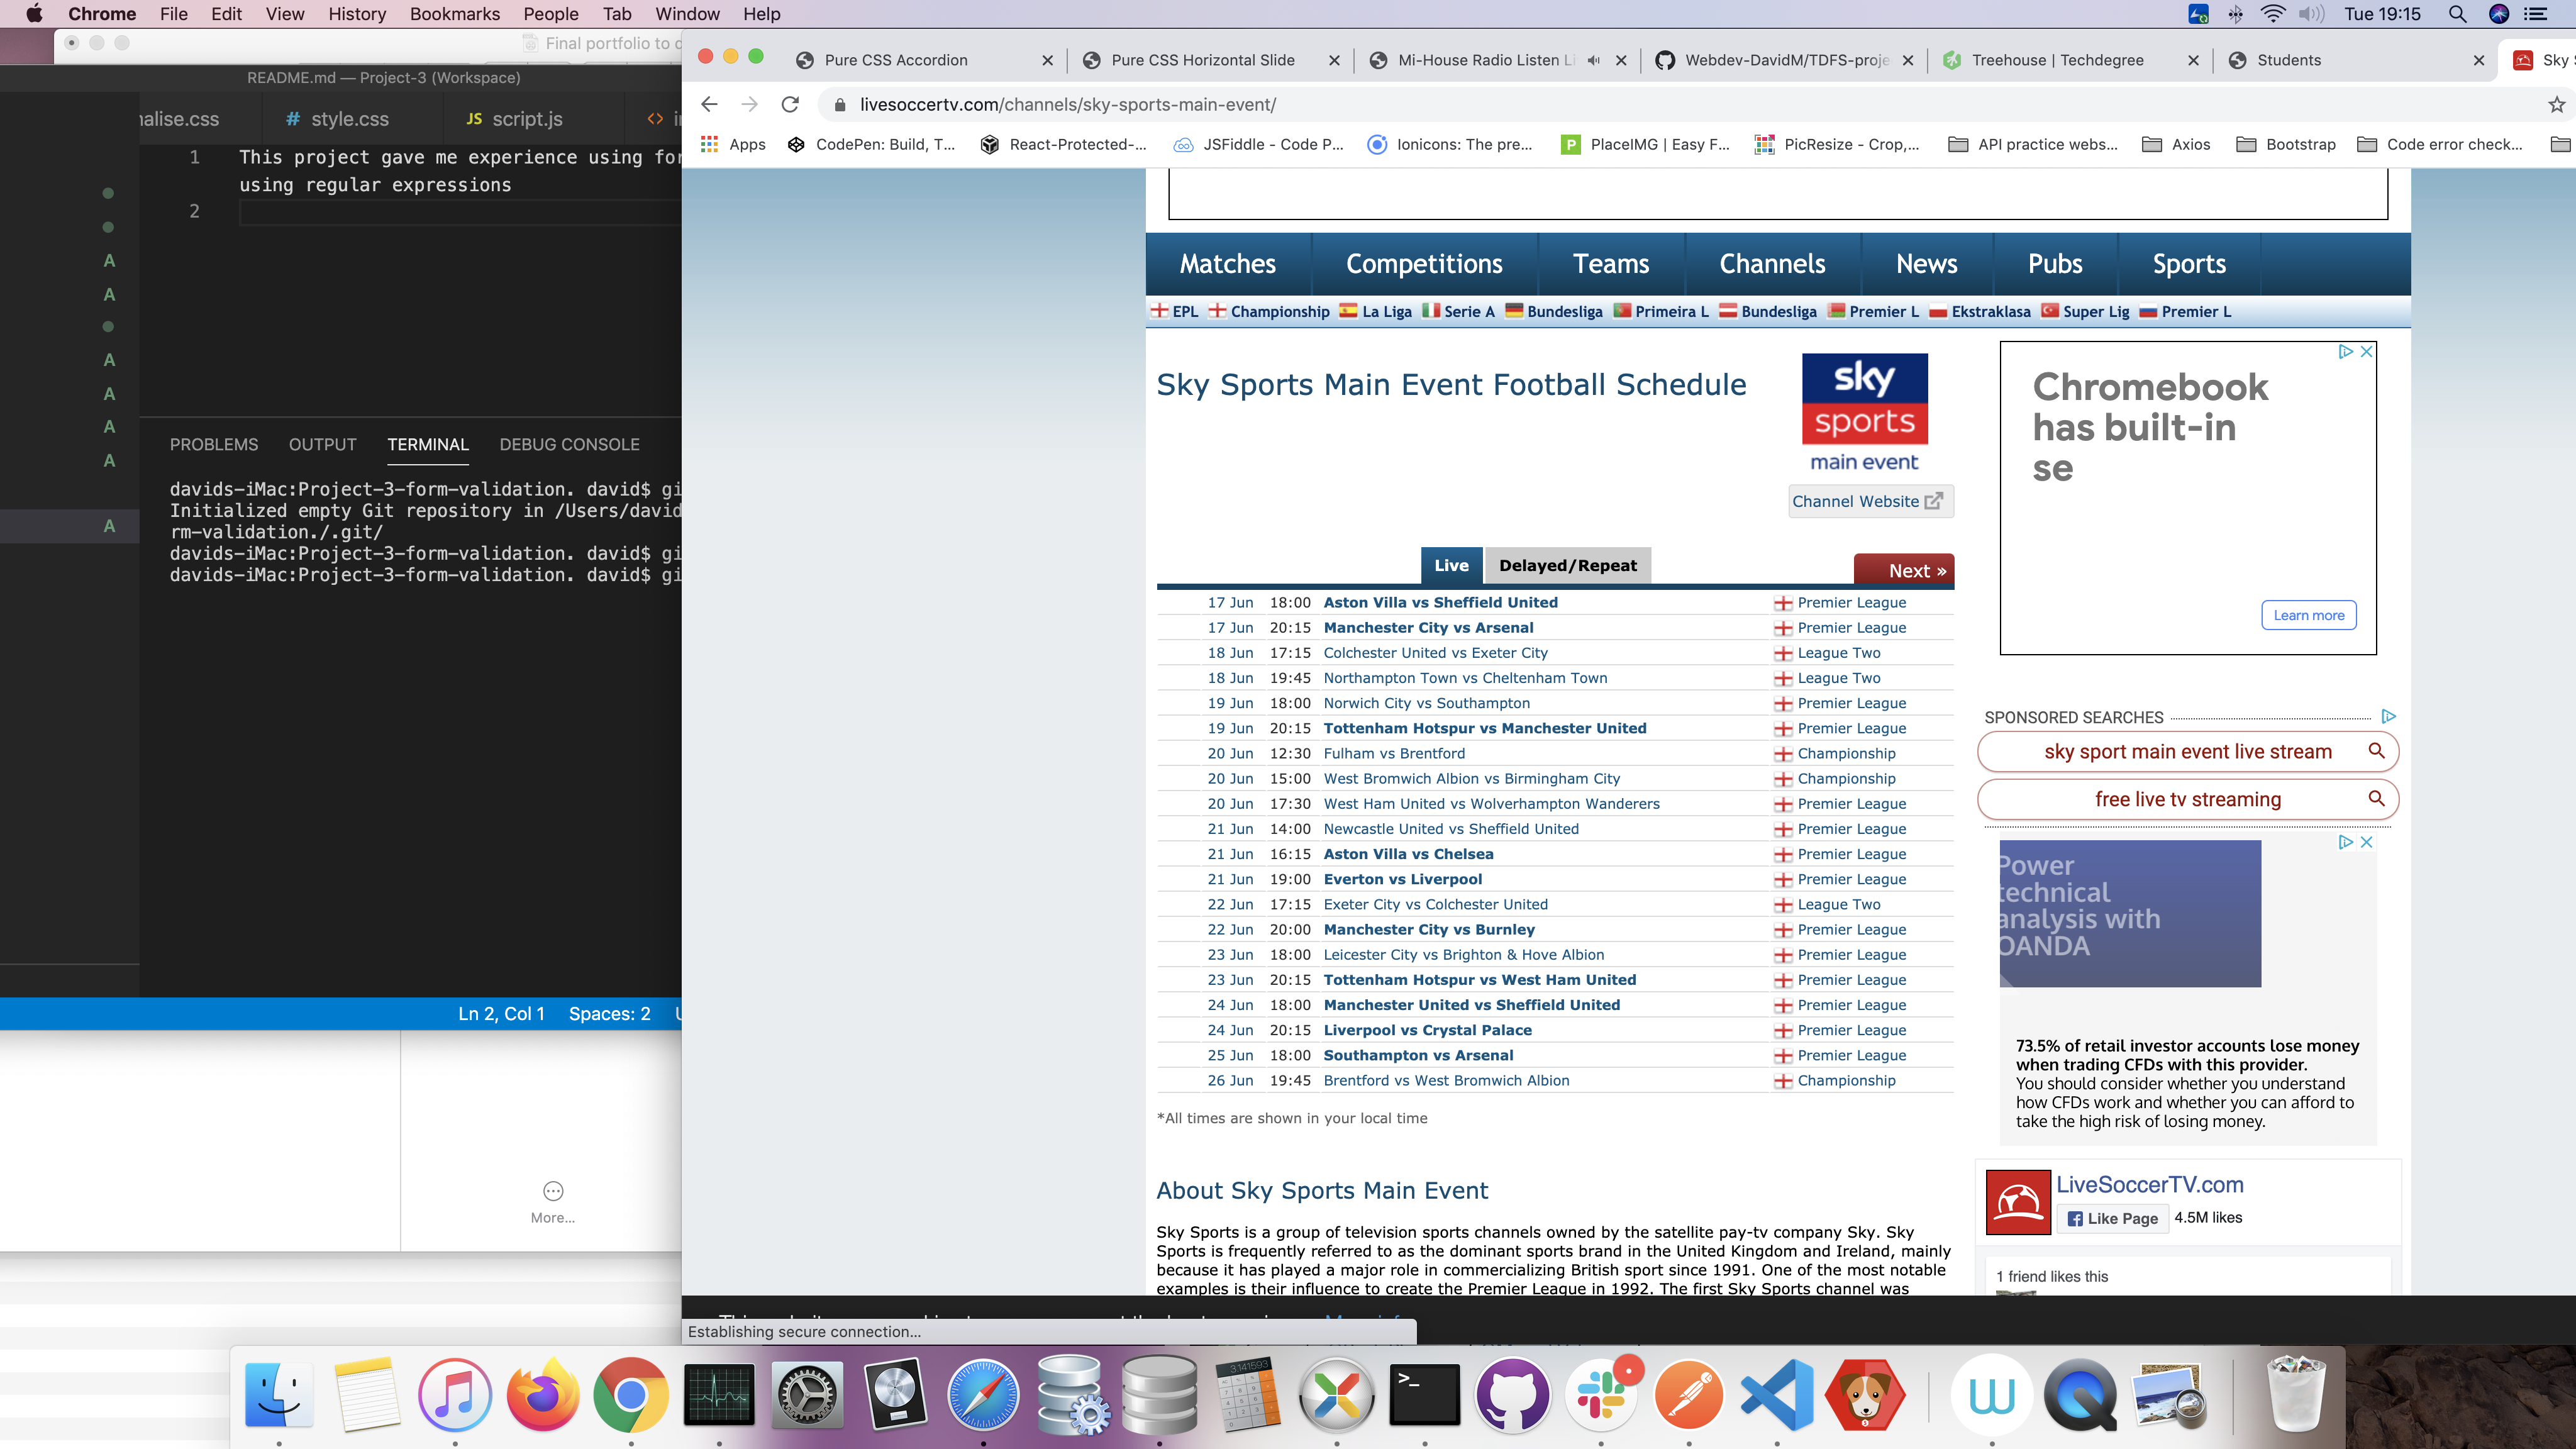 Chrome File Edit View History Bookmarks People Tab Window Help
Tue 19:15
Final portfolio to
README.md — Project-3 (Workspace)
alise.css # style.css JS script.js <>
1 This project gave me experience using
using regular expressions
2
A
A
A
A
A
A
A
PROBLEMS OUTPUT TERMINAL DEBUG CONSOLE
davids-iMac:Project-3-form-validation. david$
Initialized empty Git repository in /Users/david
rm-validation./.git/
davids-iMac:Project-3-form-validation. david$
davids-iMac:Project-3-form-validation. david$
Ln 2, Col 1 Spaces: 2
More...
Pure CSS Accordion
Pure CSS Horizontal Slide
Mi-House Radio Listen
Webdev-DavidM/TDFS-proje
Treehouse | Techdegree
Students
Sky
livesoccertv.com/channels/sky-sports-main-event/
Apps
CodePen: Build, T...
React-Protected-...
JSFiddle - Code P...
Ionicons: The pre...
P PlaceIMG | Easy F...
PicResize - Crop,...
API practice webs...
Axios
Bootstrap
Code error check...
Matches Competitions Teams Channels News Pubs Sports
EPL Championship La Liga Serie A Bundesliga Primeira L Bundesliga Premier L Ekstraklasa Super Lig Premier L
Sky Sports Main Event Football Schedule
sky
sports
main event
Channel Website
Live Delayed/Repeat Next »
17 Jun 18:00 Aston Villa vs Sheffield United Premier League
17 Jun 20:15 Manchester City vs Arsenal Premier League
18 Jun 17:15 Colchester United vs Exeter City League Two
18 Jun 19:45 Northampton Town vs Cheltenham Town League Two
19 Jun 18:00 Norwich City vs Southampton Premier League
19 Jun 20:15 Tottenham Hotspur vs Manchester United Premier League
20 Jun 12:30 Fulham vs Brentford Championship
20 Jun 15:00 West Bromwich Albion vs Birmingham City Championship
20 Jun 17:30 West Ham United vs Wolverhampton Wanderers Premier League
21 Jun 14:00 Newcastle United vs Sheffield United Premier League
21 Jun 16:15 Aston Villa vs Chelsea Premier League
21 Jun 19:00 Everton vs Liverpool Premier League
22 Jun 17:15 Exeter City vs Colchester United League Two
22 Jun 20:00 Manchester City vs Burnley Premier League
23 Jun 18:00 Leicester City vs Brighton & Hove Albion Premier League
23 Jun 20:15 Tottenham Hotspur vs West Ham United Premier League
24 Jun 18:00 Manchester United vs Sheffield United Premier League
24 Jun 20:15 Liverpool vs Crystal Palace Premier League
25 Jun 18:00 Southampton vs Arsenal Premier League
26 Jun 19:45 Brentford vs West Bromwich Albion Championship
*All times are shown in your local time
About Sky Sports Main Event
Sky Sports is a group of television sports channels owned by the satellite pay-tv company Sky. Sky
Sports is frequently referred to as the dominant sports brand in the United Kingdom and Ireland, mainly
because it has played a major role in commercializing British sport since 1991. One of the most notable
examples is their influence to create the Premier League in 1992. The first Sky Sports channel was
Chromebook
has built-in
se
Learn more
SPONSORED SEARCHES
sky sport main event live stream
free live tv streaming
Power
technical
analysis with
OANDA
73.5% of retail investor accounts lose money
when trading CFDs with this provider.
You should consider whether you understand
how CFDs work and whether you can afford to
take the high risk of losing money.
LiveSoccerTV.com
Like Page 4.5M likes
1 friend likes this
Establishing secure connection...
3.141593
>_